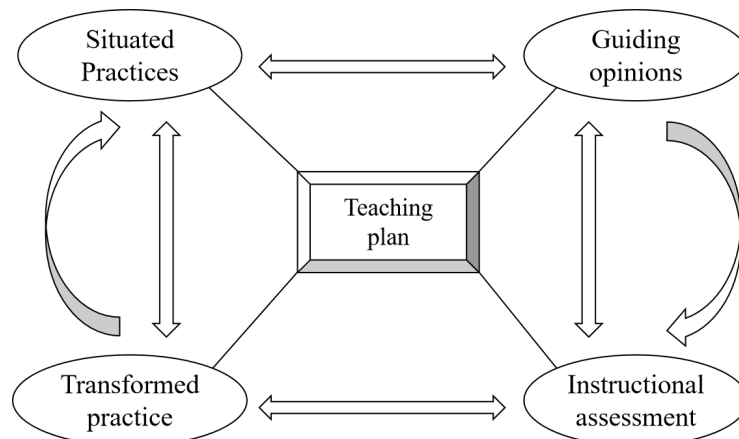 Situated
Practices
Guiding
opinions
Teaching
plan
Transformed
practice
Instructional
assessment